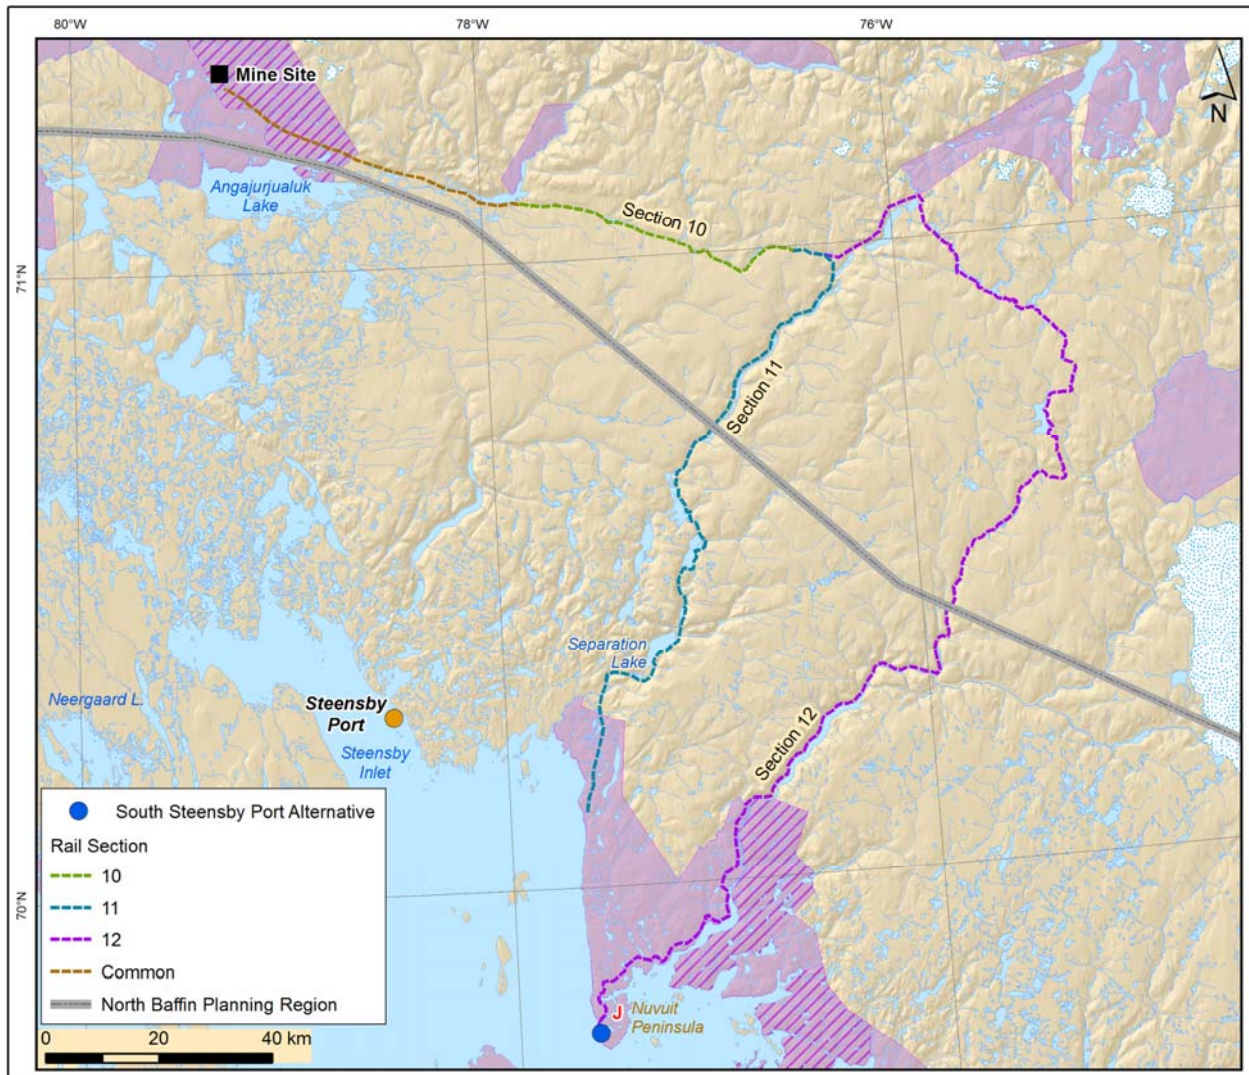 80°W
78°W
76°W
Mine Site
N
Angajurjualuk
Lake
Section 10
71°N
Section 11
Separation
Lake
Neergaard L.
Steensby
Port
Steensby
Inlet
Section 12
South Steensby Port Alternative
Rail Section
10
11
12
Common
North Baffin Planning Region
70°N
J
Nuvuit
Peninsula
0 20 40 km